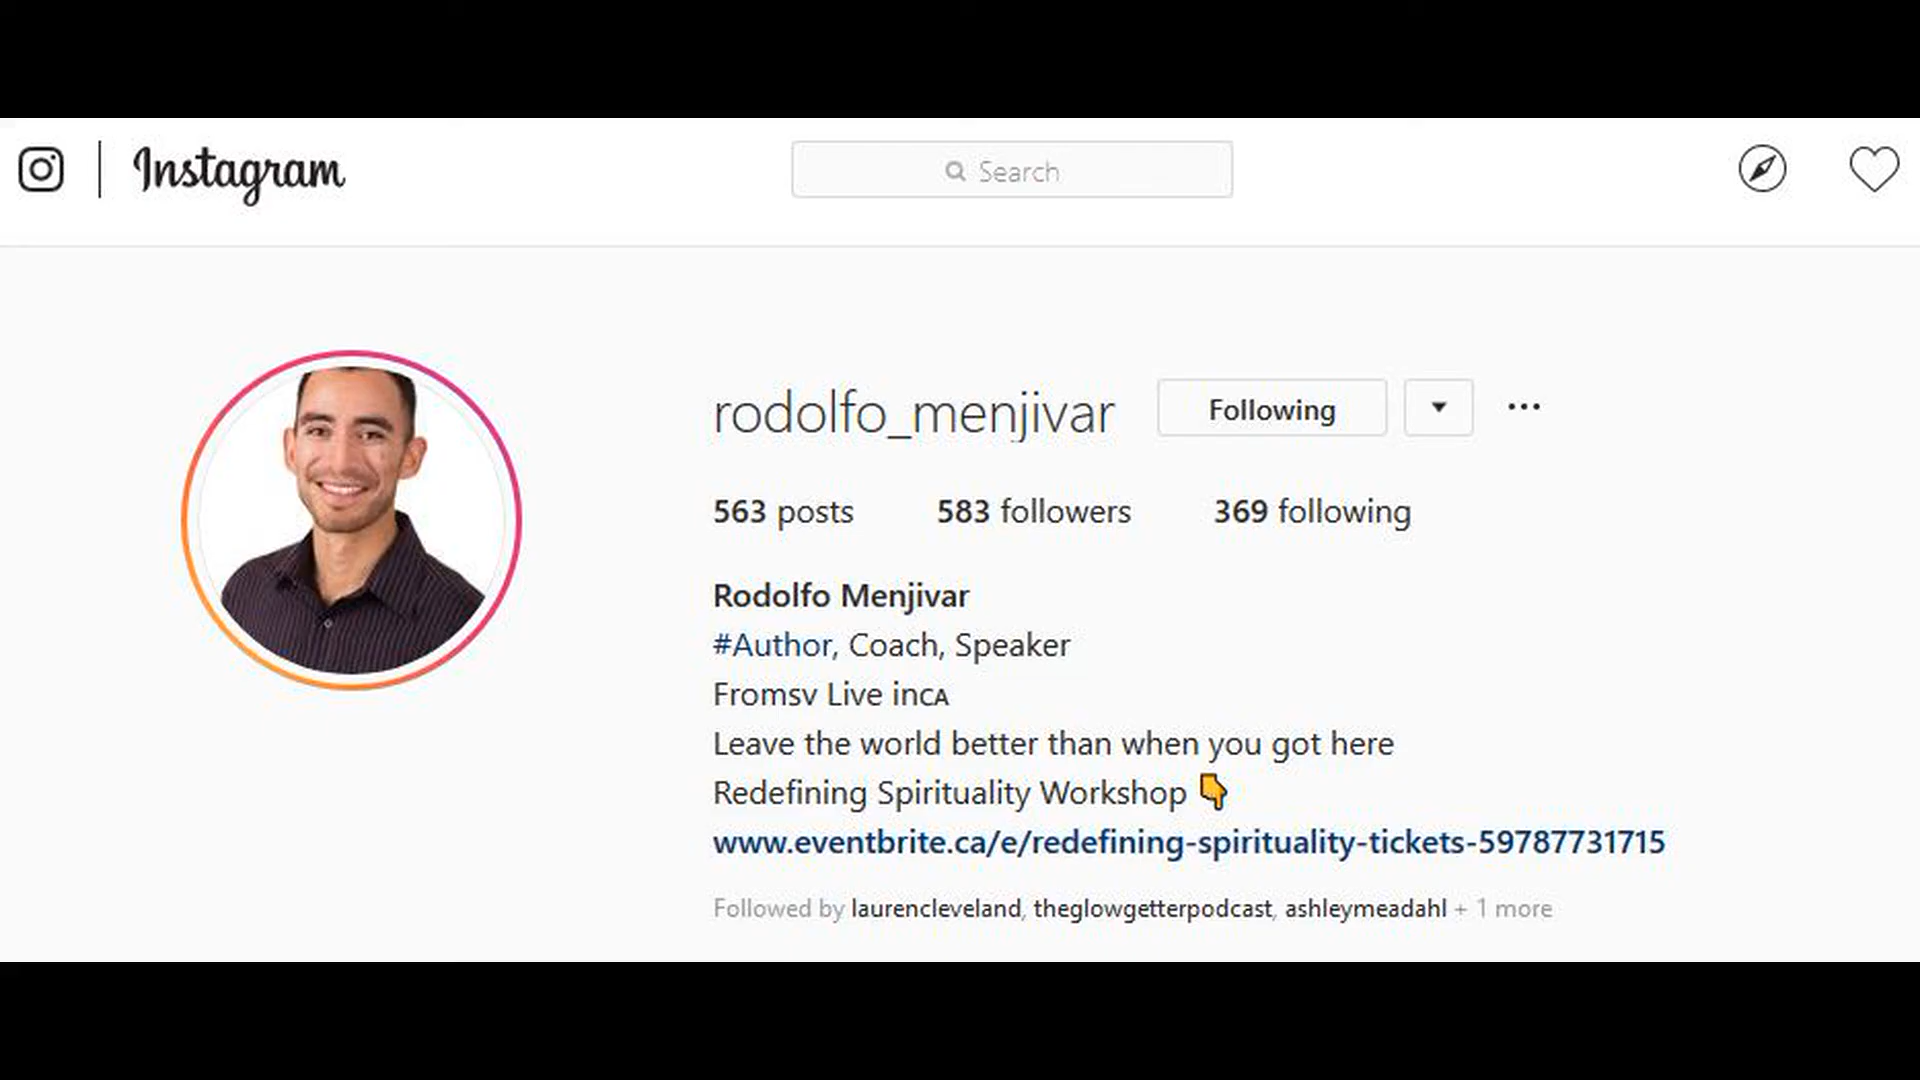 Instagram
Search
rodolfo_menjivar Following
563 posts 583 followers 369 following
Rodolfo Menjivar
#Author, Coach, Speaker
Fromsv Live incᴀ
Leave the world better than when you got here
Redefining Spirituality Workshop 👇
www.eventbrite.ca/e/redefining-spirituality-tickets-59787731715
Followed by laurencleveland, theglowgetterpodcast, ashleymeadahl + 1 more